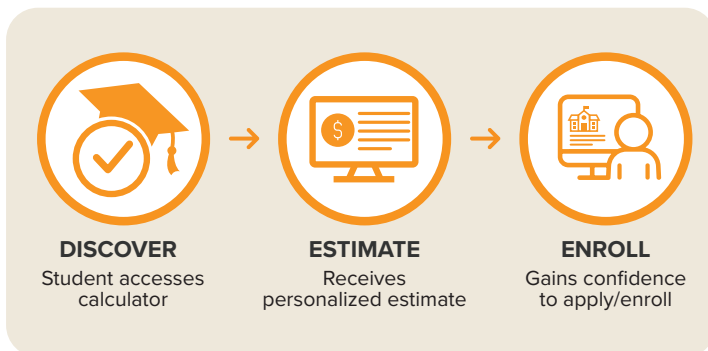 $
DISCOVER
Student accesses
calculator
ESTIMATE
Receives
personalized estimate
ENROLL
Gains confidence
to apply/enroll